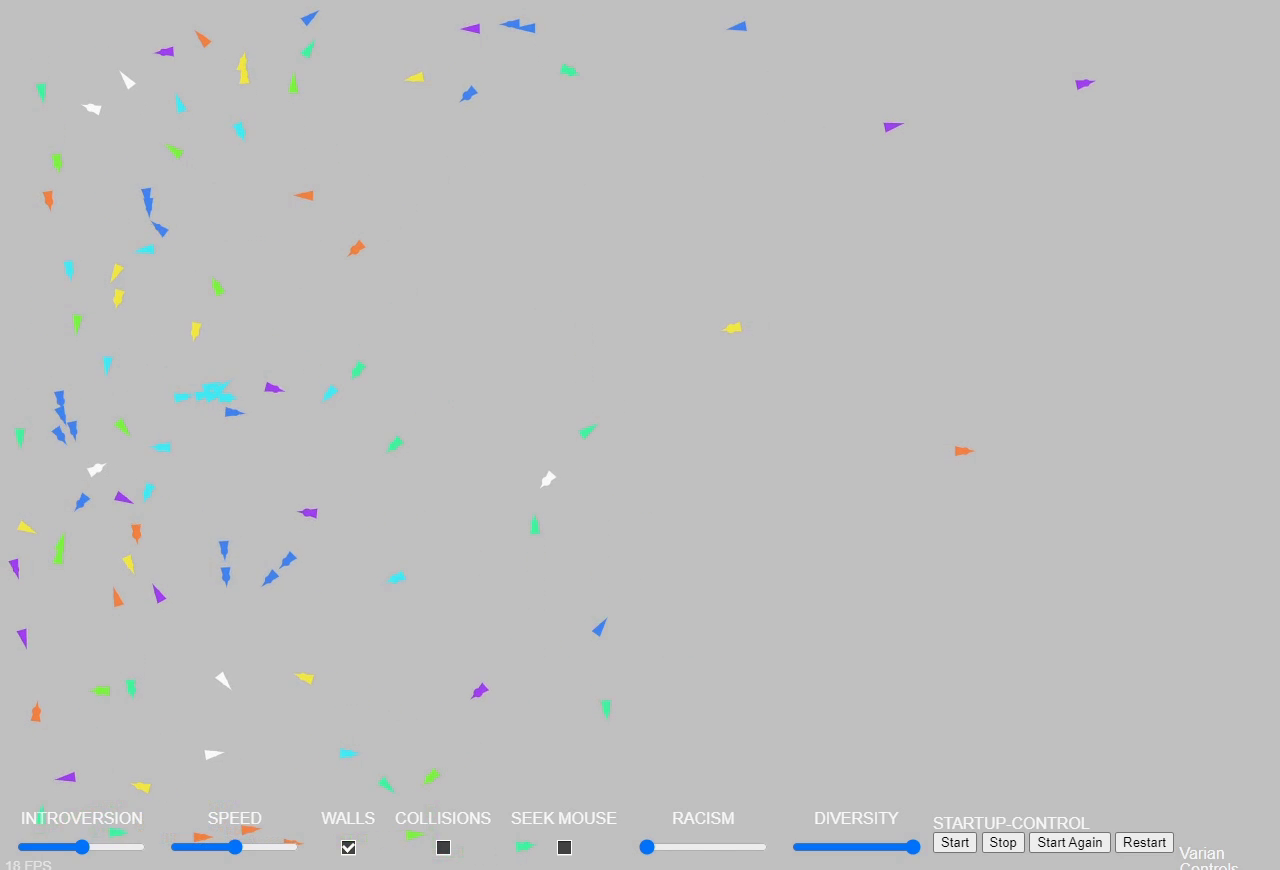 INTROVERSION SPEED WALLS COLLISIONS SEEK MOUSE RACISM DIVERSITY STARTUP-CONTROL
Start Stop Start Again Restart
Varian
Controls
18 FPS